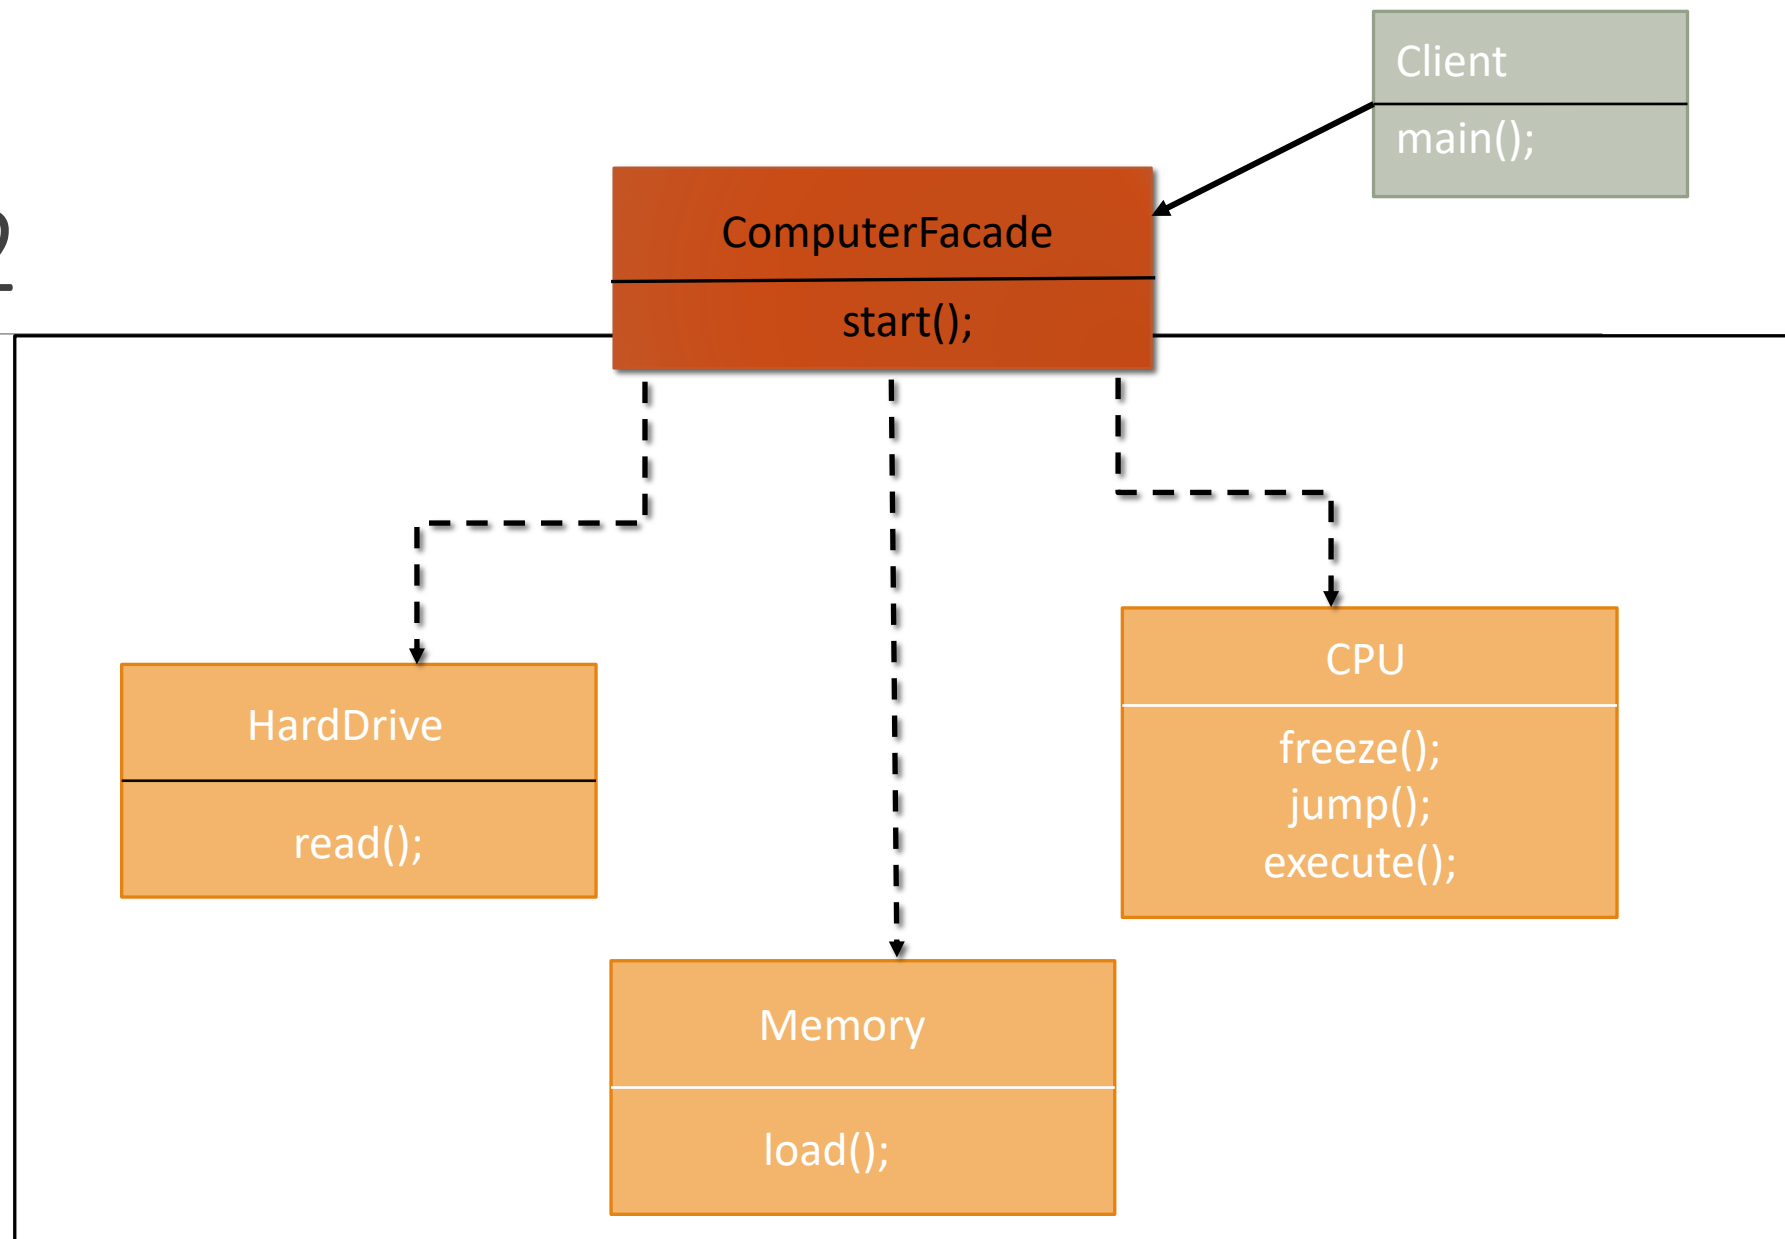 Client
main();
ComputerFacade
start();
HardDrive
read();
CPU
freeze();
jump();
execute();
Memory
load();